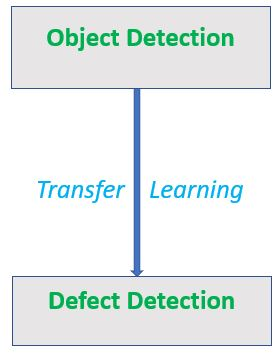 Object Detection
Transfer Learning
Defect Detection